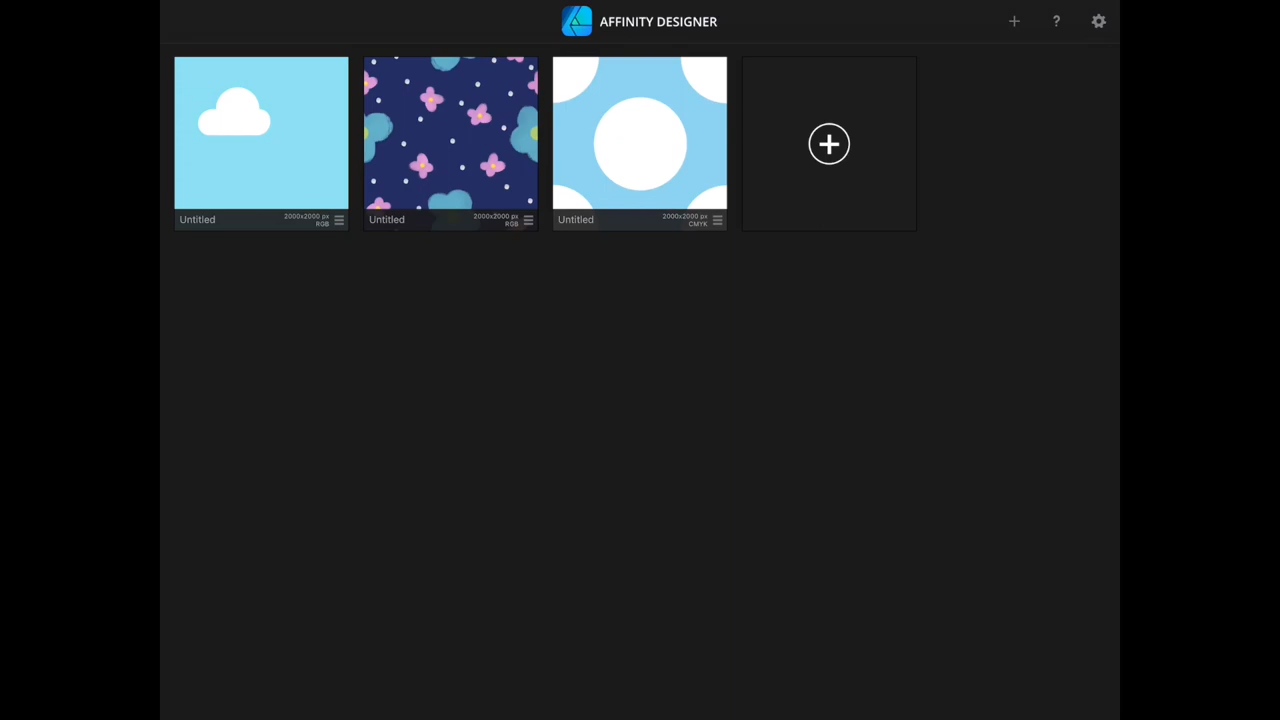 AFFINITY DESIGNER
+ ?
Untitled 2000x2000 px RGB
Untitled 2000x2000 px RGB
Untitled 2000x2000 px CMYK